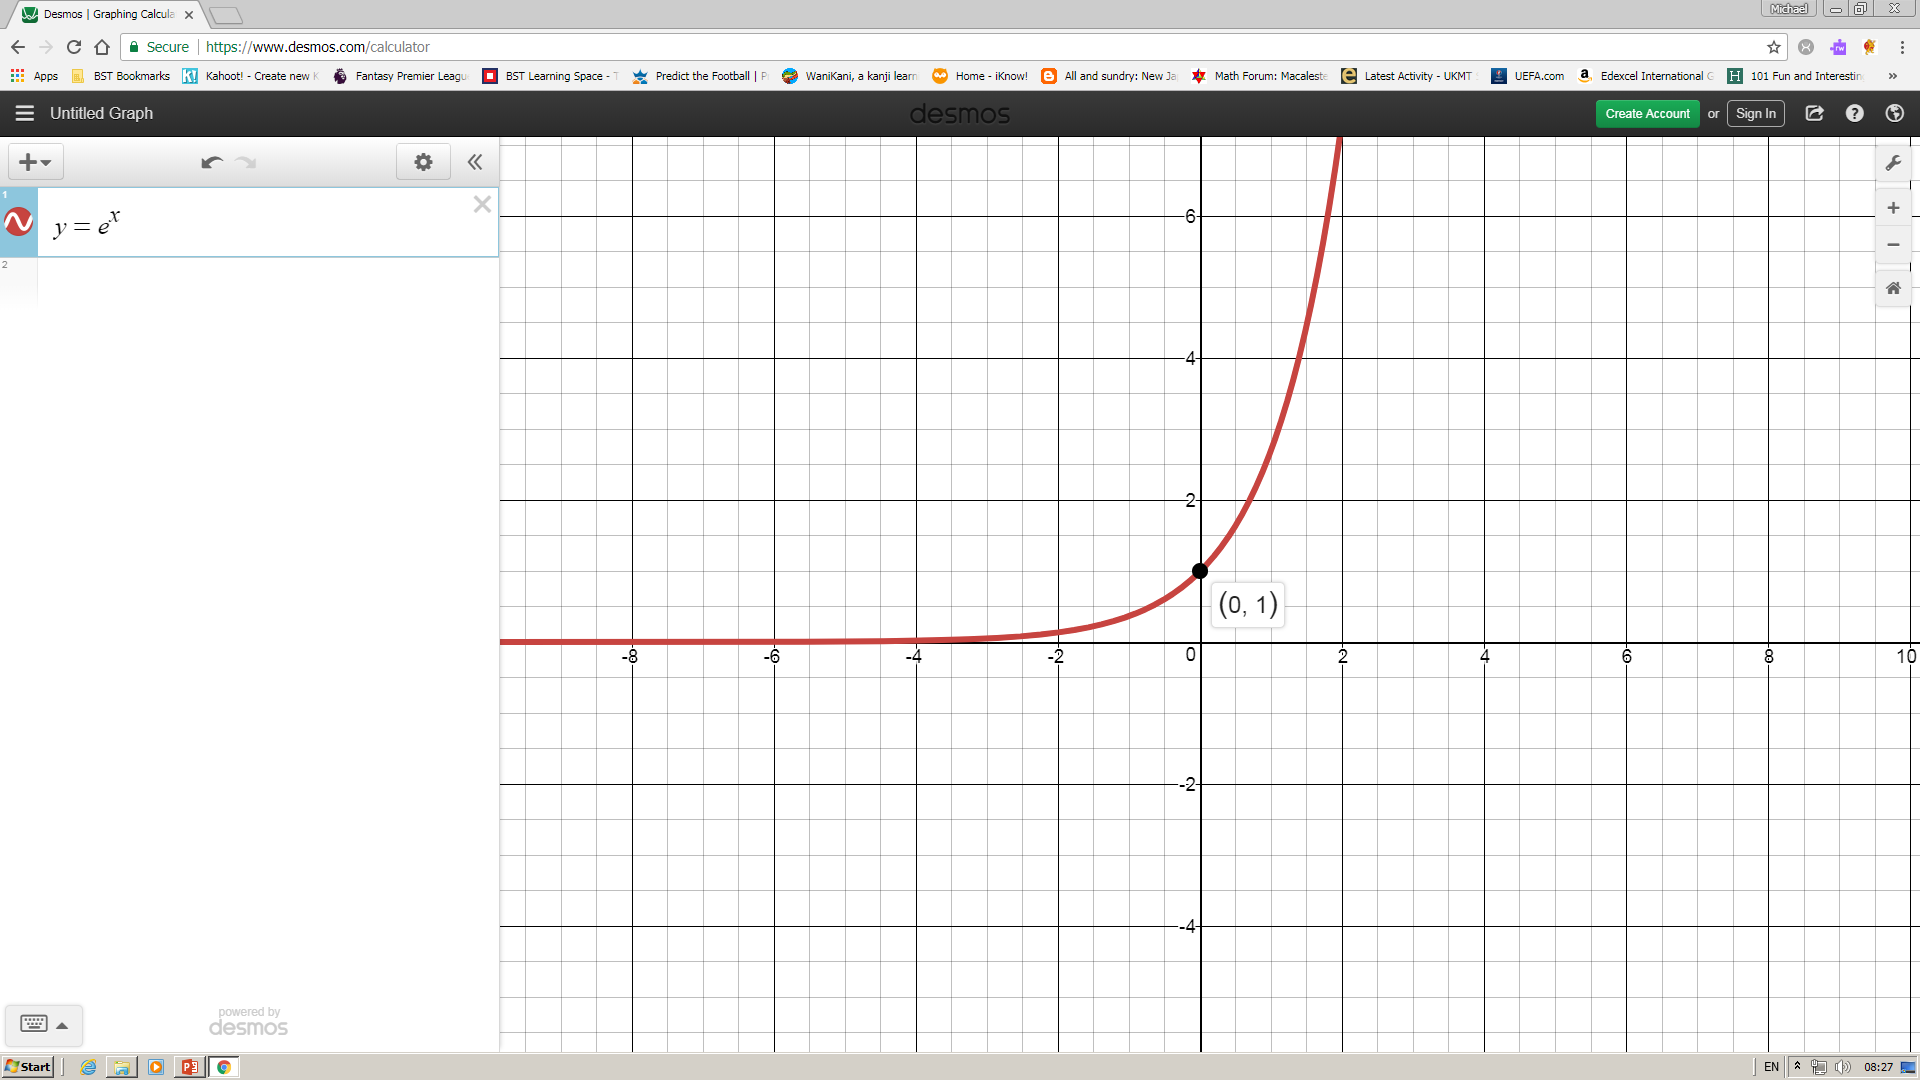 Desmos | Graphing Calcula
Michael
Secure https://www.desmos.com/calculator
Apps BST Bookmarks Kahoot! - Create new K Fantasy Premier Leagu BST Learning Space - T Predict the Football | P WaniKani, a kanji learn Home - iKnow! All and sundry: New Ja Math Forum: Macaleste Latest Activity - UKMT UEFA.com Edexcel International G 101 Fun and Interestin »
Untitled Graph desmos Create Account or Sign In
1
y = e^x
2
6
4
2
(0, 1)
-8 -6 -4 -2 0 2 4 6 8 10
-2
-4
powered by
desmos
Start EN 08:27